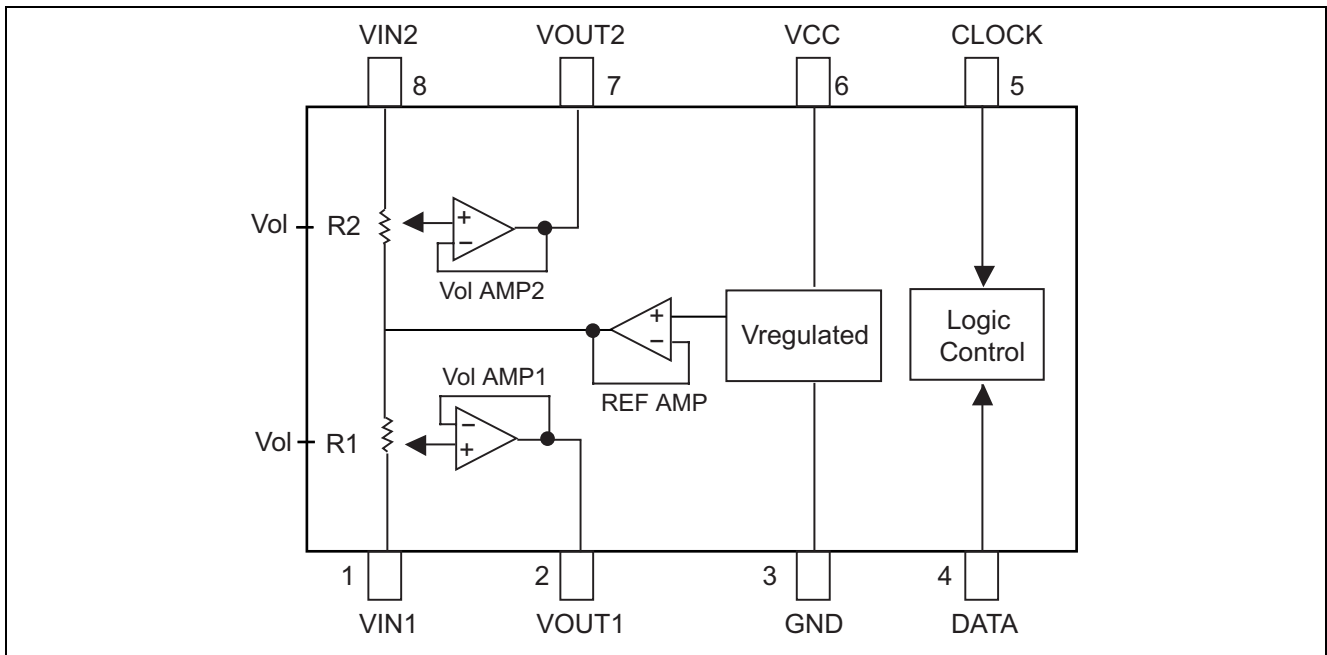 VIN2 VOUT2 VCC CLOCK
8 7 6 5
Vol R2 + −
Vol AMP2
+ − Vregulated Logic
Control
REF AMP
Vol AMP1
Vol R1 − +
1 2 3 4
VIN1 VOUT1 GND DATA